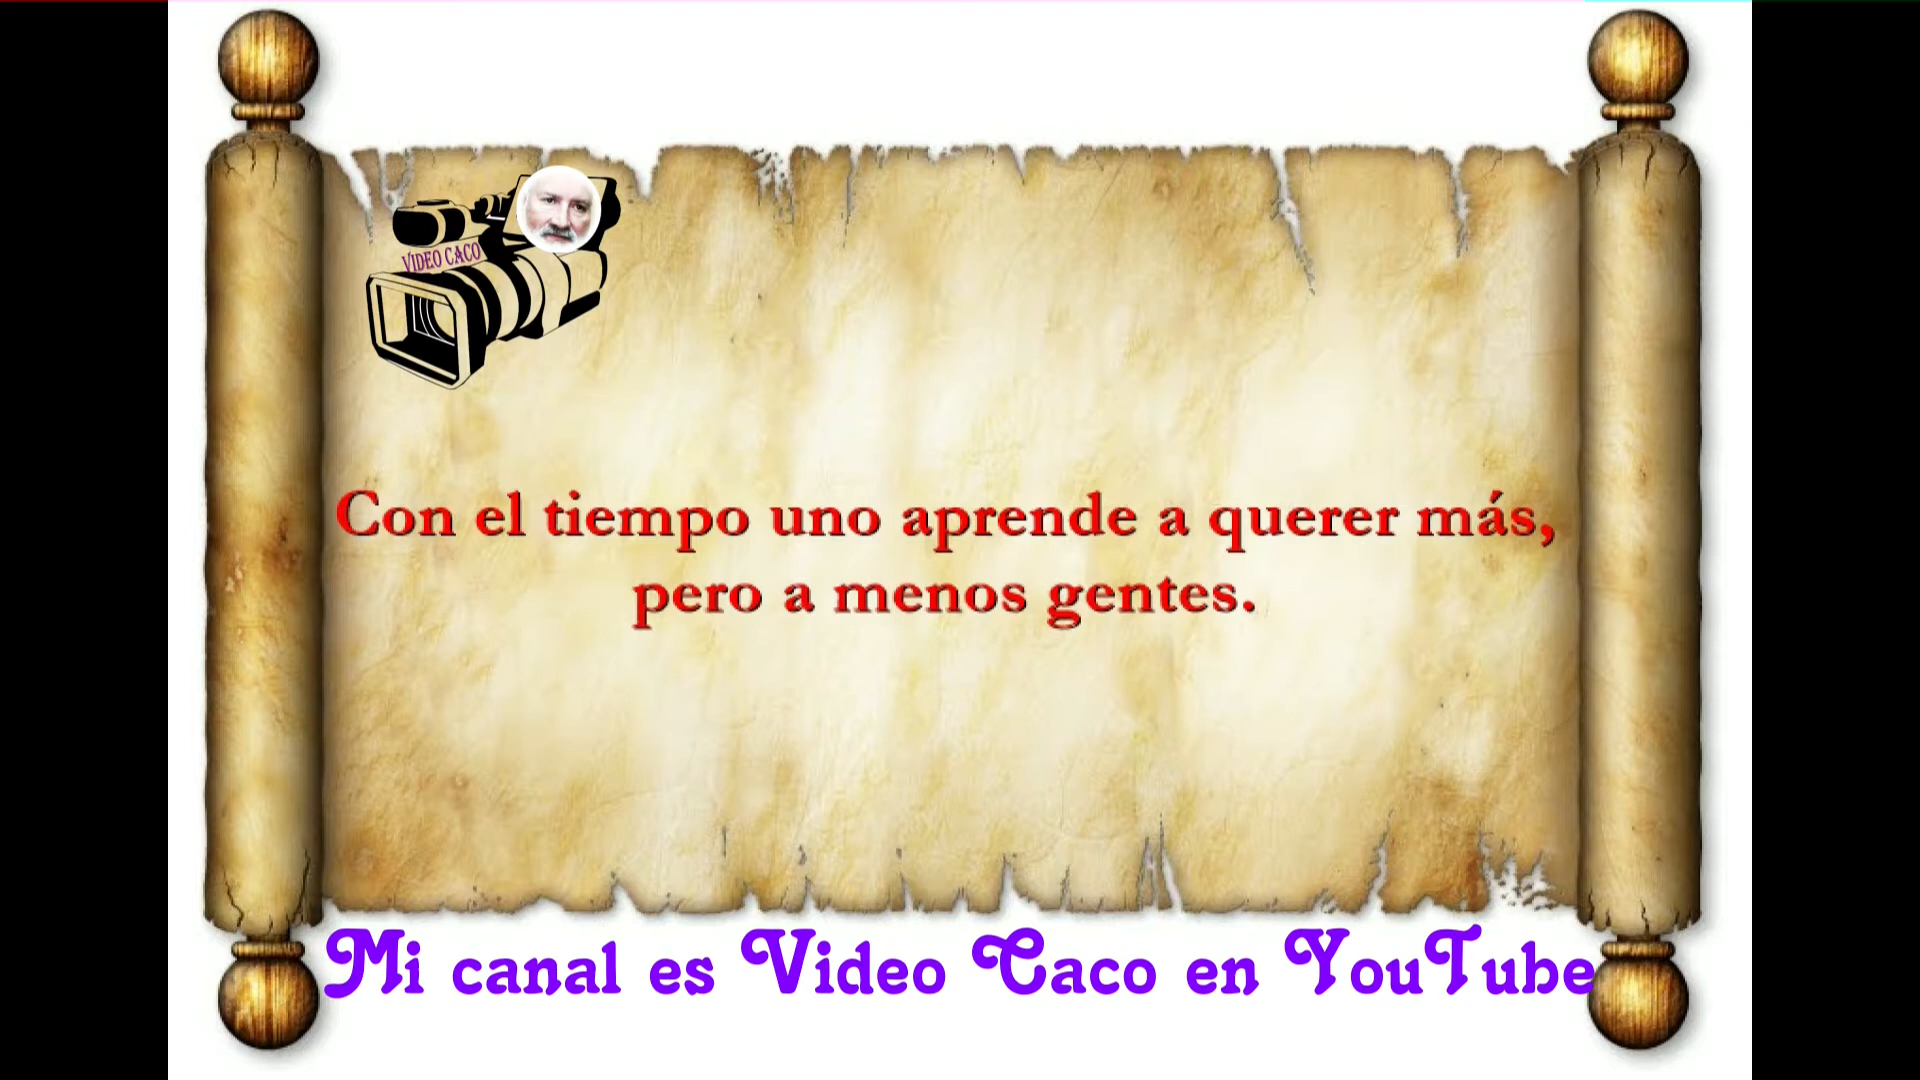 VIDEO CACO
Con el tiempo uno aprende a querer más,
pero a menos gentes.
Mi canal es Video Caco en YouTube